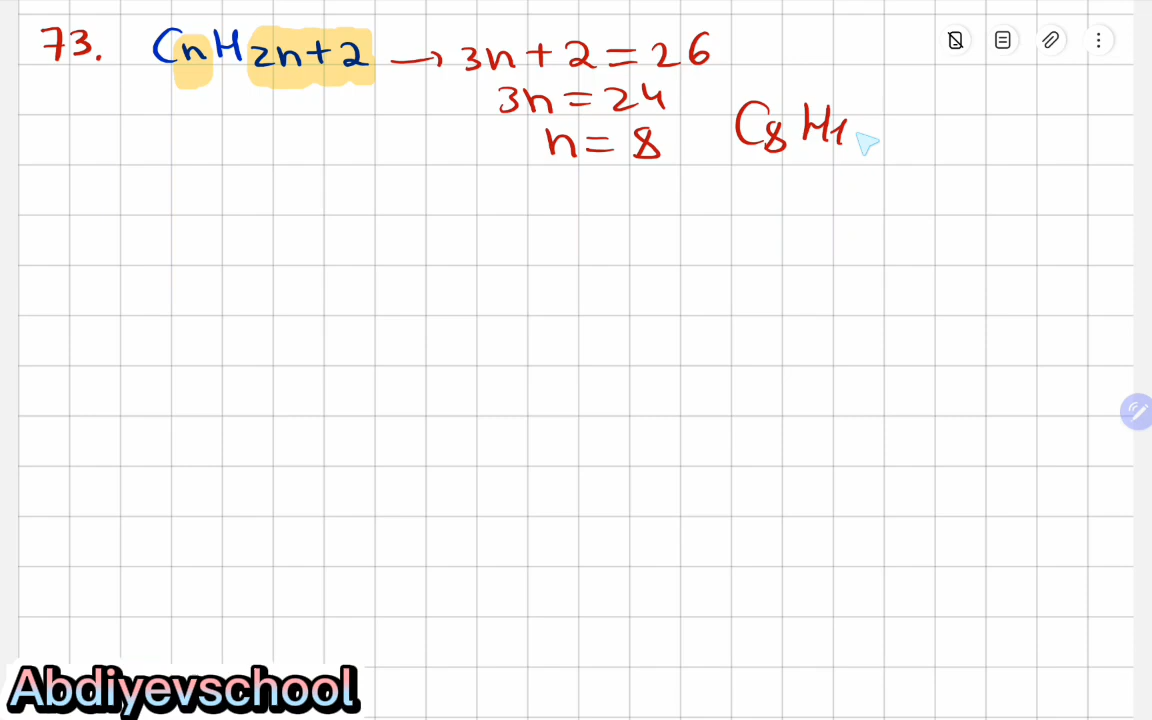 73. CnH2n+2 → 3n+2=26
3n=24
n=8 C8H1
Abdiyevschool